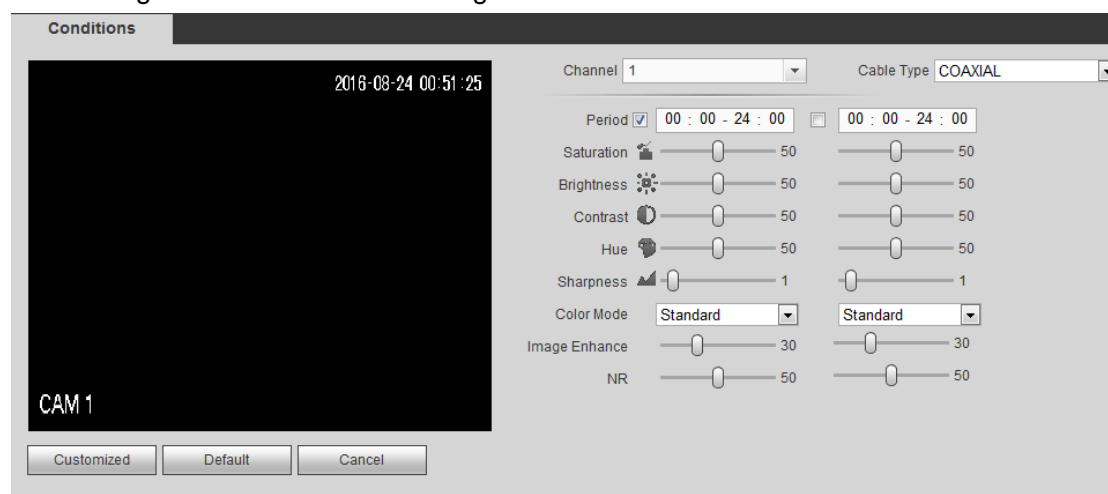 Conditions
2016-08-24 00:51:25
CAM 1
Customized Default Cancel
Channel 1 Cable Type COAXIAL
Period 00 : 00 - 24 : 00 00 : 00 - 24 : 00
Saturation 50 50
Brightness 50 50
Contrast 50 50
Hue 50 50
Sharpness 1 1
Color Mode Standard Standard
Image Enhance 30 30
NR 50 50